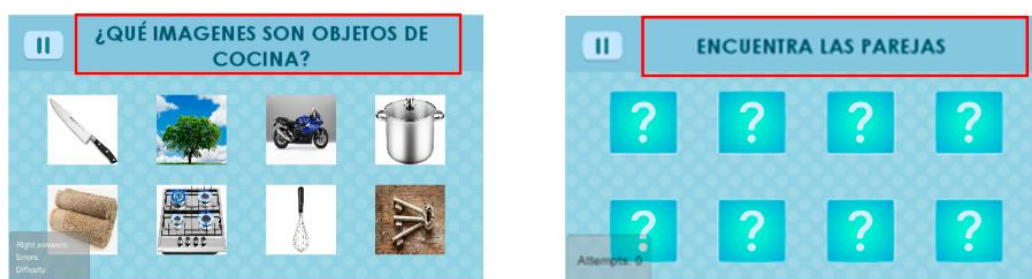 ¿QUÉ IMAGENES SON OBJETOS DE
COCINA?
Right answers:
Errors:
Difficulty:
ENCUENTRA LAS PAREJAS
? ? ? ?
? ? ? ?
Attempts: 0